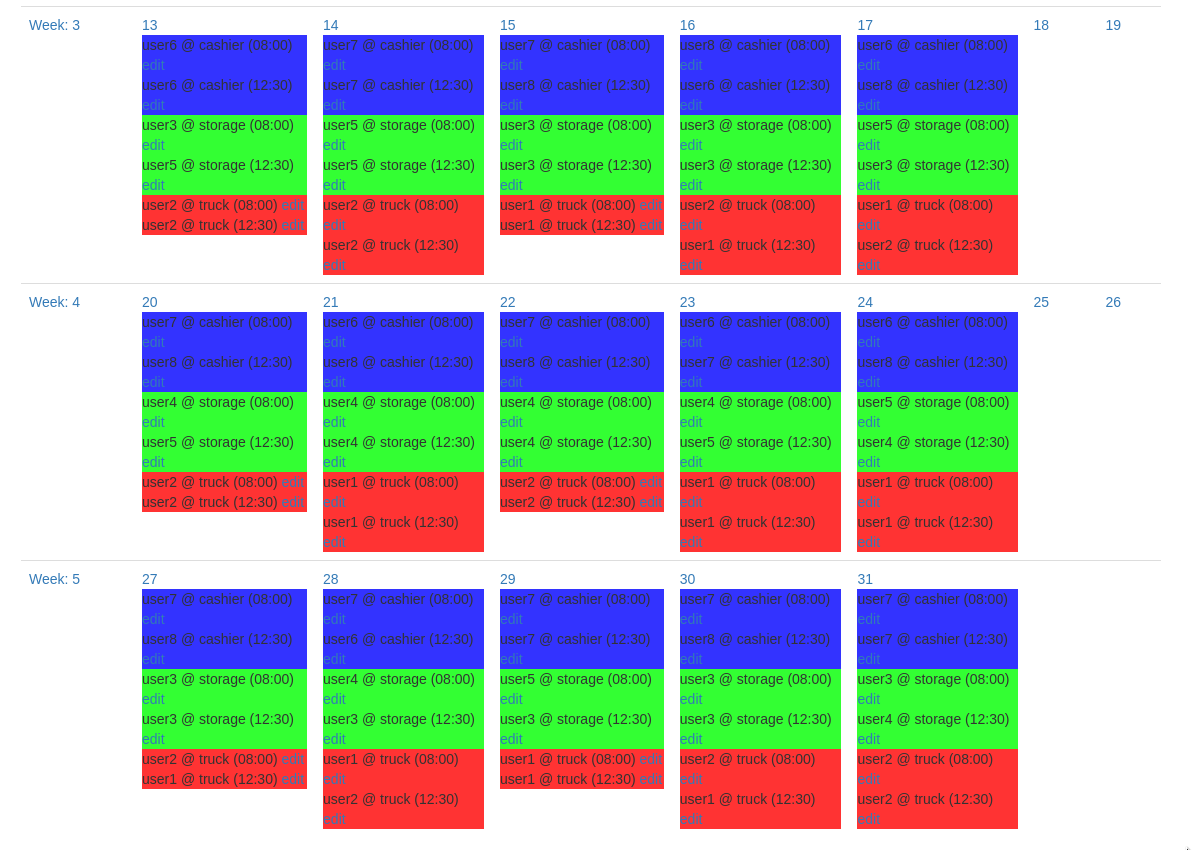 Week: 3
13
user6 @ cashier (08:00)
edit
user6 @ cashier (12:30)
edit
user3 @ storage (08:00)
edit
user5 @ storage (12:30)
edit
user2 @ truck (08:00) edit
user2 @ truck (12:30) edit
14
user7 @ cashier (08:00)
edit
user7 @ cashier (12:30)
edit
user5 @ storage (08:00)
edit
user5 @ storage (12:30)
edit
user2 @ truck (08:00)
edit
user2 @ truck (12:30)
edit
15
user7 @ cashier (08:00)
edit
user8 @ cashier (12:30)
edit
user3 @ storage (08:00)
edit
user3 @ storage (12:30)
edit
user1 @ truck (08:00) edit
user1 @ truck (12:30) edit
16
user8 @ cashier (08:00)
edit
user6 @ cashier (12:30)
edit
user3 @ storage (08:00)
edit
user3 @ storage (12:30)
edit
user2 @ truck (08:00)
edit
user1 @ truck (12:30)
edit
17
user6 @ cashier (08:00)
edit
user8 @ cashier (12:30)
edit
user5 @ storage (08:00)
edit
user3 @ storage (12:30)
edit
user1 @ truck (08:00)
edit
user2 @ truck (12:30)
edit
18
19
Week: 4
20
user7 @ cashier (08:00)
edit
user8 @ cashier (12:30)
edit
user4 @ storage (08:00)
edit
user5 @ storage (12:30)
edit
user2 @ truck (08:00) edit
user2 @ truck (12:30) edit
21
user6 @ cashier (08:00)
edit
user8 @ cashier (12:30)
edit
user4 @ storage (08:00)
edit
user4 @ storage (12:30)
edit
user1 @ truck (08:00)
edit
user1 @ truck (12:30)
edit
22
user7 @ cashier (08:00)
edit
user8 @ cashier (12:30)
edit
user4 @ storage (08:00)
edit
user4 @ storage (12:30)
edit
user2 @ truck (08:00) edit
user2 @ truck (12:30) edit
23
user6 @ cashier (08:00)
edit
user7 @ cashier (12:30)
edit
user4 @ storage (08:00)
edit
user5 @ storage (12:30)
edit
user1 @ truck (08:00)
edit
user1 @ truck (12:30)
edit
24
user6 @ cashier (08:00)
edit
user8 @ cashier (12:30)
edit
user5 @ storage (08:00)
edit
user4 @ storage (12:30)
edit
user1 @ truck (08:00)
edit
user1 @ truck (12:30)
edit
25
26
Week: 5
27
user7 @ cashier (08:00)
edit
user8 @ cashier (12:30)
edit
user3 @ storage (08:00)
edit
user3 @ storage (12:30)
edit
user2 @ truck (08:00) edit
user1 @ truck (12:30) edit
28
user7 @ cashier (08:00)
edit
user6 @ cashier (12:30)
edit
user4 @ storage (08:00)
edit
user3 @ storage (12:30)
edit
user1 @ truck (08:00)
edit
user2 @ truck (12:30)
edit
29
user7 @ cashier (08:00)
edit
user7 @ cashier (12:30)
edit
user5 @ storage (08:00)
edit
user3 @ storage (12:30)
edit
user1 @ truck (08:00) edit
user1 @ truck (12:30) edit
30
user7 @ cashier (08:00)
edit
user8 @ cashier (12:30)
edit
user3 @ storage (08:00)
edit
user3 @ storage (12:30)
edit
user2 @ truck (08:00)
edit
user1 @ truck (12:30)
edit
31
user7 @ cashier (08:00)
edit
user7 @ cashier (12:30)
edit
user3 @ storage (08:00)
edit
user4 @ storage (12:30)
edit
user2 @ truck (08:00)
edit
user2 @ truck (12:30)
edit